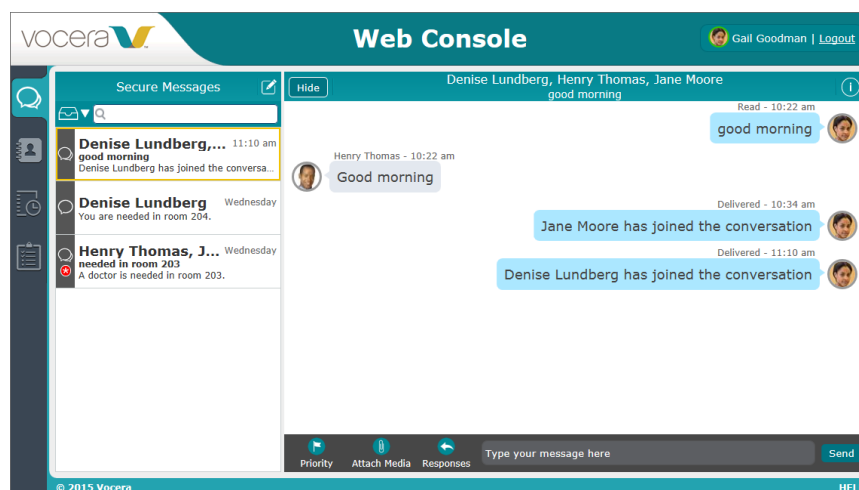 vocera
Web Console
Gail Goodman | Logout
Secure Messages
Hide
Denise Lundberg, Henry Thomas, Jane Moore
good morning
Denise Lundberg,... 11:10 am
good morning
Denise Lundberg has joined the conversa...
Denise Lundberg Wednesday
You are needed in room 204.
Henry Thomas, J... Wednesday
needed in room 203
A doctor is needed in room 203.
Read - 10:22 am
good morning
Henry Thomas - 10:22 am
Good morning
Delivered - 10:34 am
Jane Moore has joined the conversation
Delivered - 11:10 am
Denise Lundberg has joined the conversation
Priority
Attach Media
Responses
Type your message here
Send
© 2015 Vocera
HEL